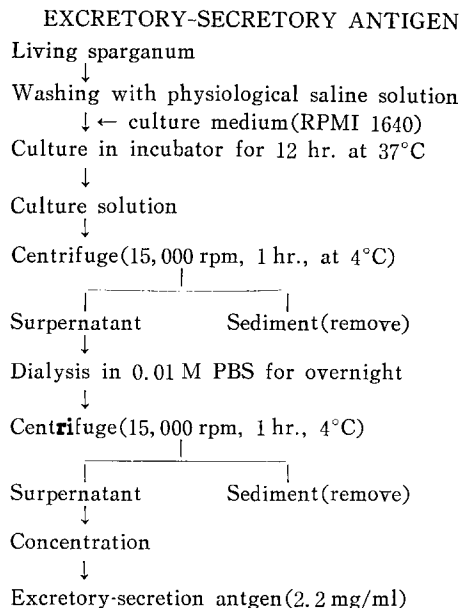 EXCRETORY-SECRETORY ANTIGEN
Living sparganum
↓
Washing with physiological saline solution
↓ ← culture medium(RPMI 1640)
Culture in incubator for 12 hr. at 37°C
↓
Culture solution
↓
Centrifuge(15,000 rpm, 1 hr., at 4°C)
Surpernatant Sediment(remove)
↓
Dialysis in 0.01 M PBS for overnight
↓
Centrifuge(15,000 rpm, 1 hr., 4°C)
Surpernatant Sediment(remove)
↓
Concentration
↓
Excretory-secretion antgen(2.2 mg/ml)